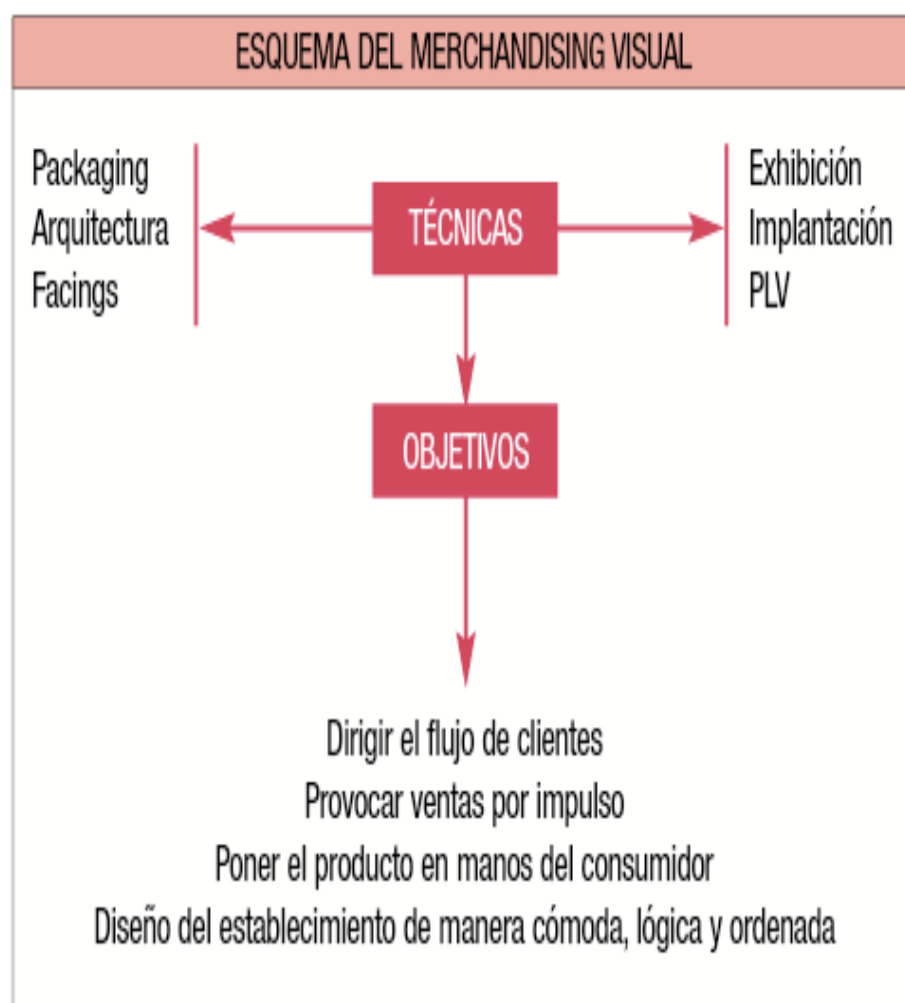 ESQUEMA DEL MERCHANDISING VISUAL
Packaging
Arquitectura
Facings
TÉCNICAS
Exhibición
Implantación
PLV
OBJETIVOS
Dirigir el flujo de clientes
Provocar ventas por impulso
Poner el producto en manos del consumidor
Diseño del establecimiento de manera cómoda, lógica y ordenada